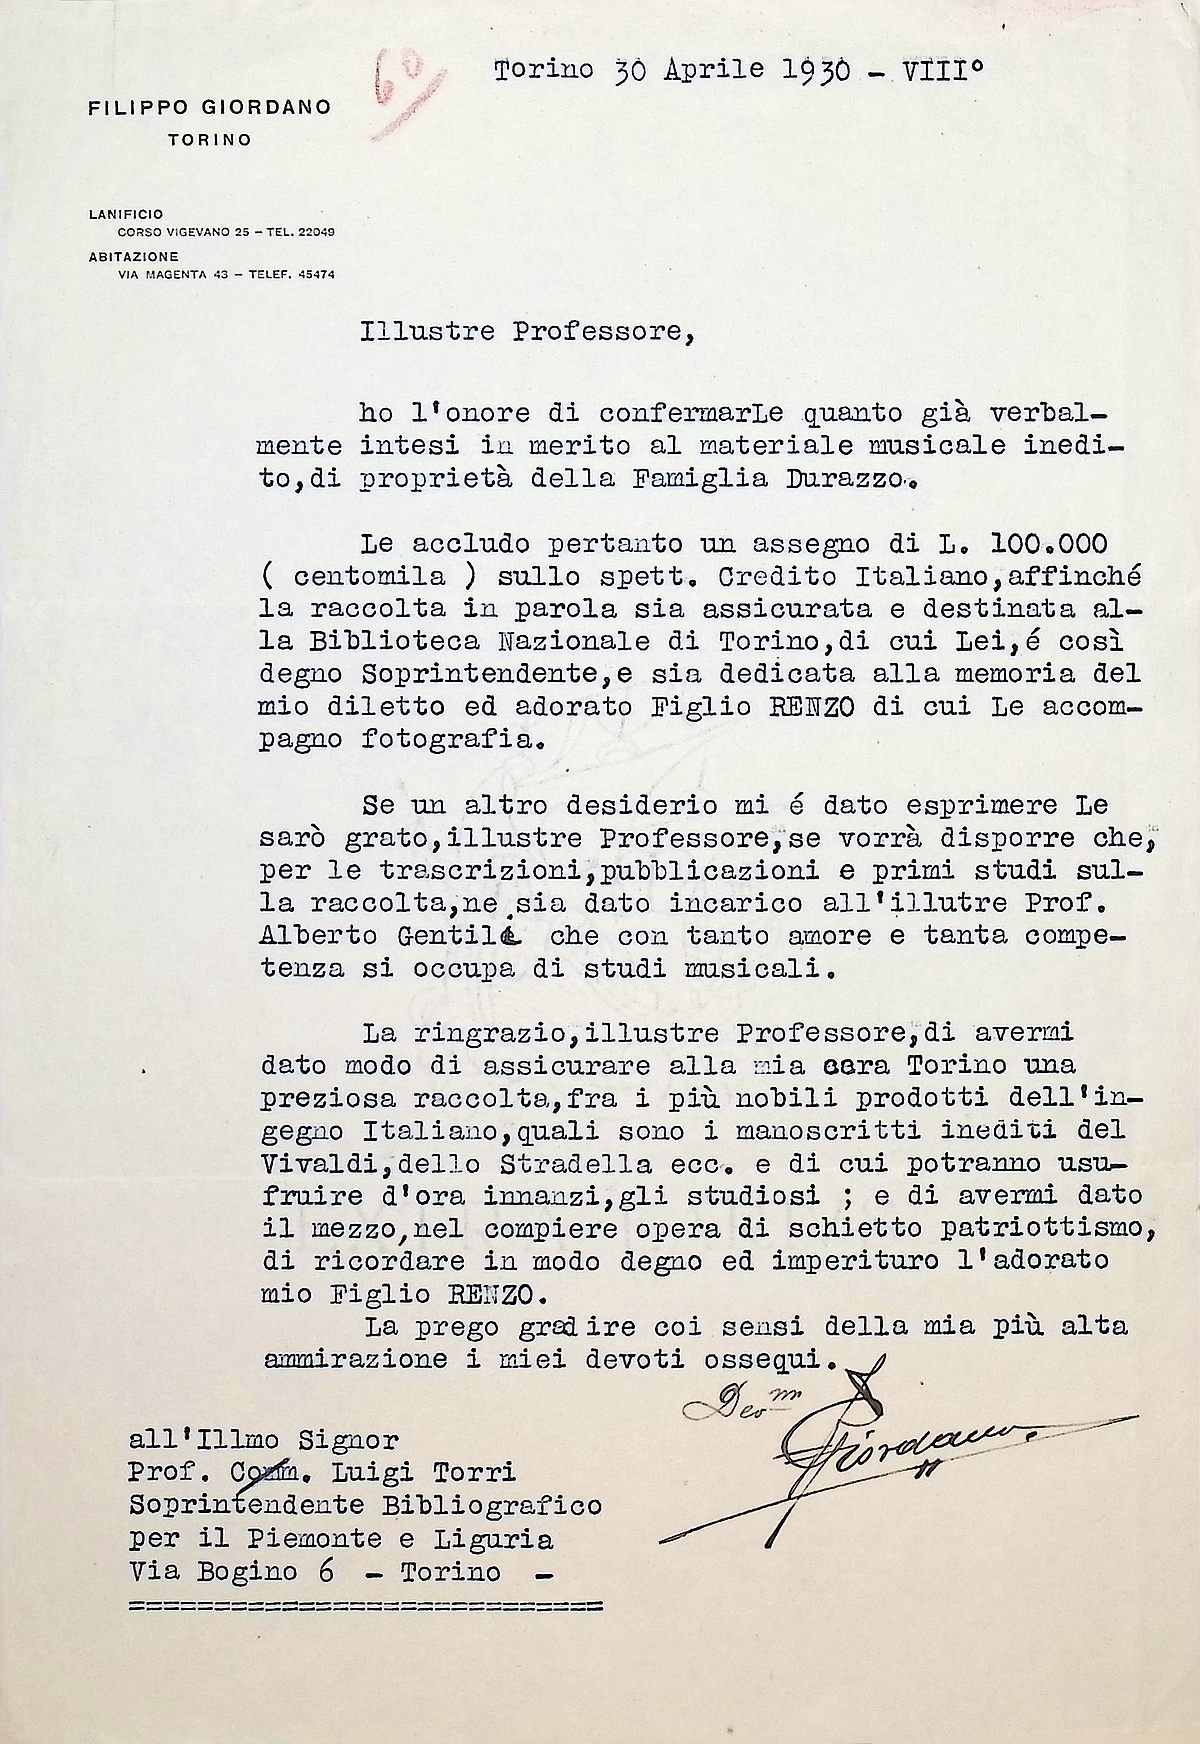 6°
Torino 30 Aprile 1930 - VIII°
FILIPPO GIORDANO
TORINO
LANIFICIO
CORSO VIGEVANO 25 – TEL. 22049
ABITAZIONE
VIA MAGENTA 43 – TELEF. 45474
Illustre Professore,
ho l'onore di confermarLe quanto già verbal-
mente intesi in merito al materiale musicale inedi-
to,di proprietà della Famiglia Durazzo.
Le accludo pertanto un assegno di L. 100.000
( centomila ) sullo spett. Credito Italiano,affinché
la raccolta in parola sia assicurata e destinata al-
la Biblioteca Nazionale di Torino,di cui Lei,é così
degno Soprintendente,e sia dedicata alla memoria del
mio diletto ed adorato Figlio RENZO di cui Le accom-
pagno fotografia.
Se un altro desiderio mi é dato esprimere Le
sarò grato,illustre Professore,se vorrà disporre che,
per le trascrizioni,pubblicazioni e primi studi sul-
la raccolta,ne sia dato incarico all'illutre Prof.
Alberto Gentili che con tanto amore e tanta compe-
tenza si occupa di studi musicali.
La ringrazio,illustre Professore,di avermi
dato modo di assicurare alla mia cara Torino una
preziosa raccolta,fra i più nobili prodotti dell'in-
gegno Italiano,quali sono i manoscritti inediti del
Vivaldi,dello Stradella ecc. e di cui potranno usu-
fruire d'ora innanzi,gli studiosi ; e di avermi dato
il mezzo,nel compiere opera di schietto patriottismo,
di ricordare in modo degno ed imperituro l'adorato
mio Figlio RENZO.
La prego gradire coi sensi della mia più alta
ammirazione i miei devoti ossequi.
Dev mo
F Giordano.
all'Illmo Signor
Prof. Comm. Luigi Torri
Soprintendente Bibliografico
per il Piemonte e Liguria
Via Bogino 6 - Torino -
============================